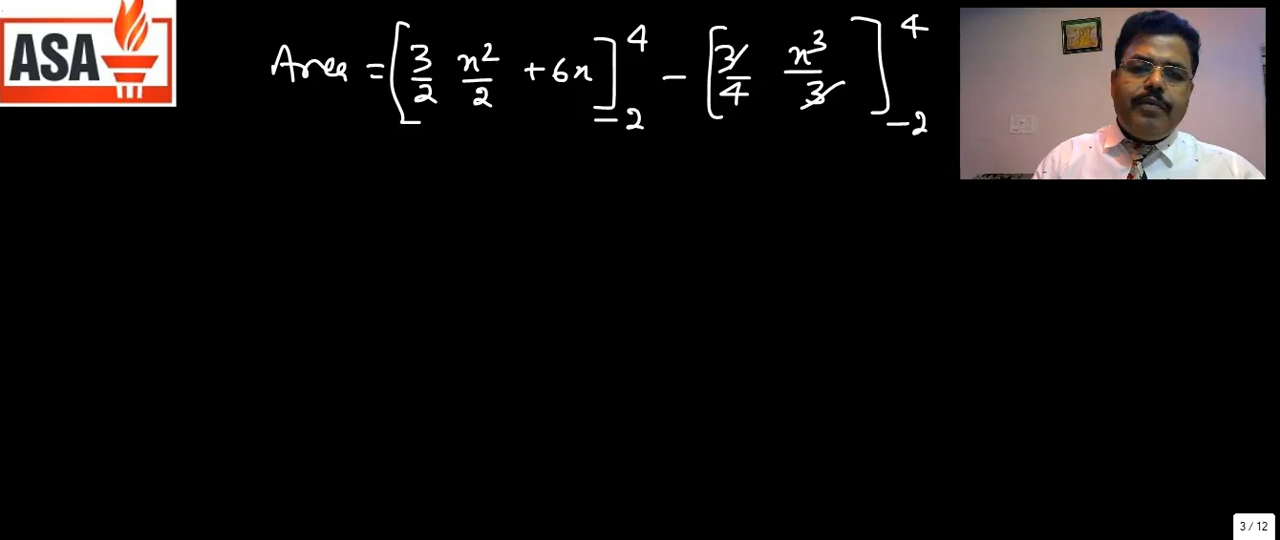 ASA
Area = [3/2 x²/2 + 6x]₋₂⁴ − [3/4 x³/3]₋₂⁴
3 / 12